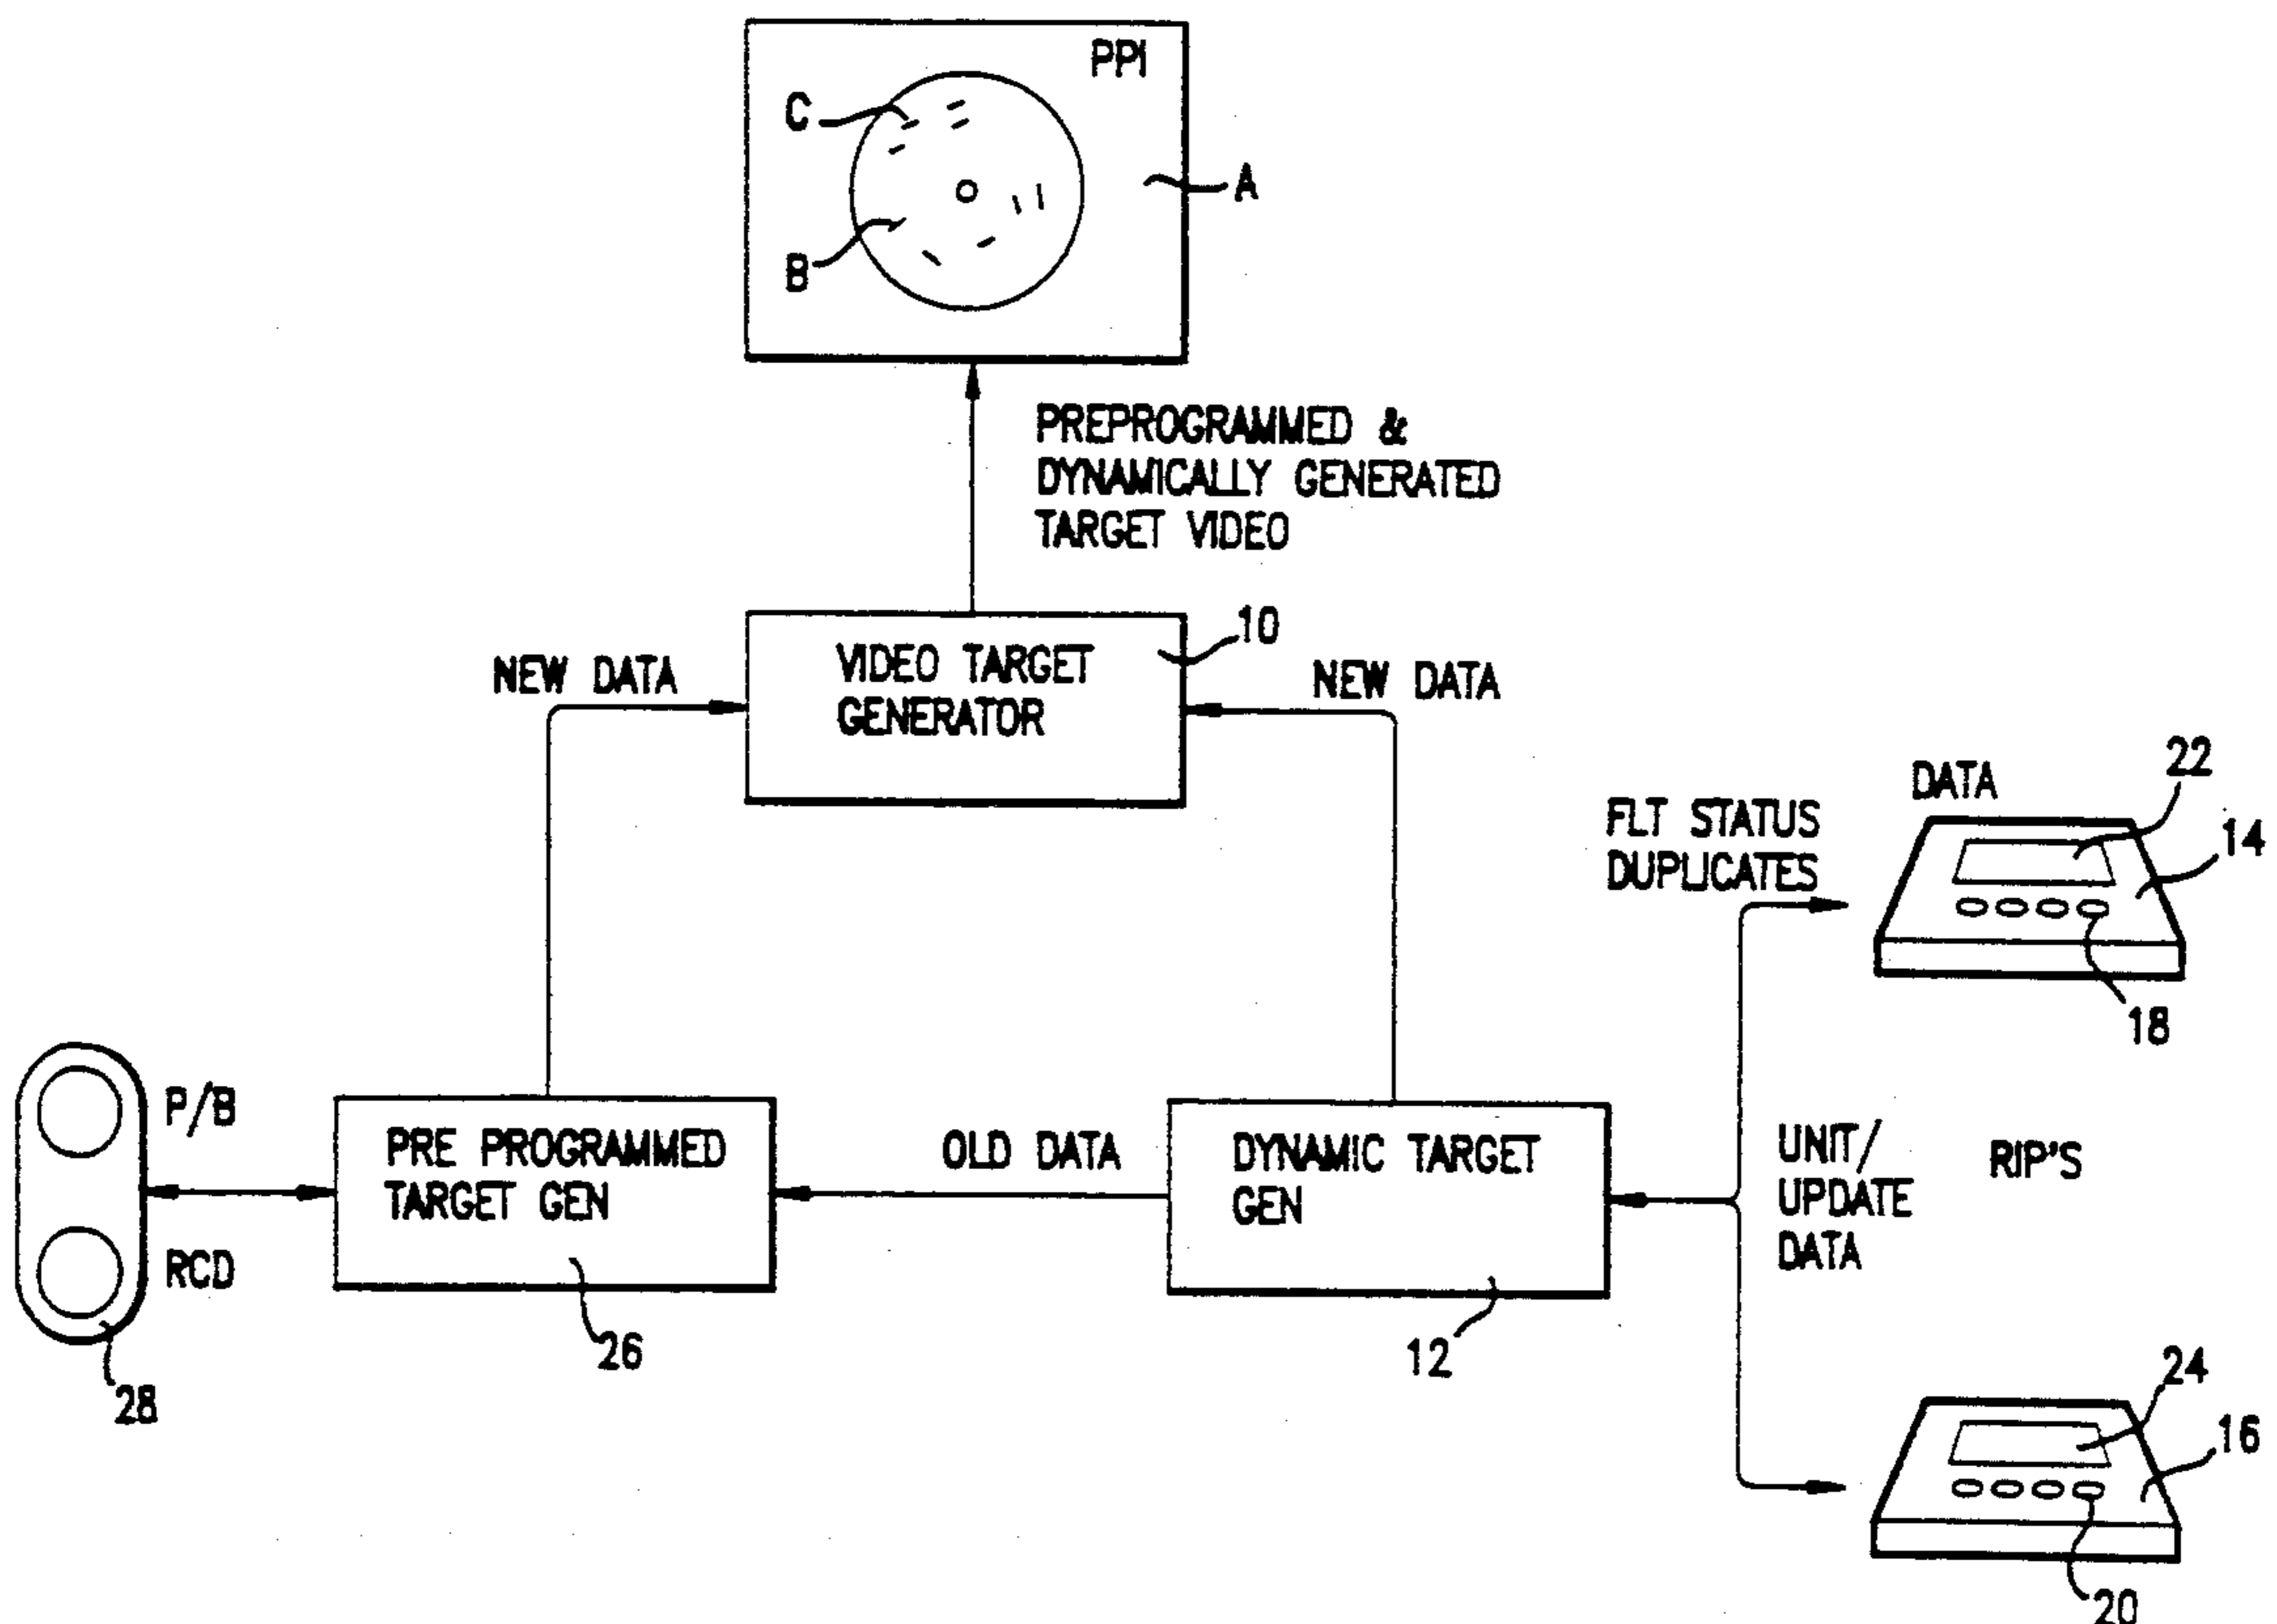 PPI
C
A
B
PREPROGRAMMED &
DYNAMICALLY GENERATED
TARGET VIDEO
10
NEW DATA
VIDEO TARGET
GENERATOR
NEW DATA
22
DATA
FLT STATUS
DUPLICATES
14
18
P/B
RCD
28
PRE PROGRAMMED
TARGET GEN
26
OLD DATA
DYNAMIC TARGET
GEN
12
UNIT/
UPDATE
DATA
RIP'S
24
16
20